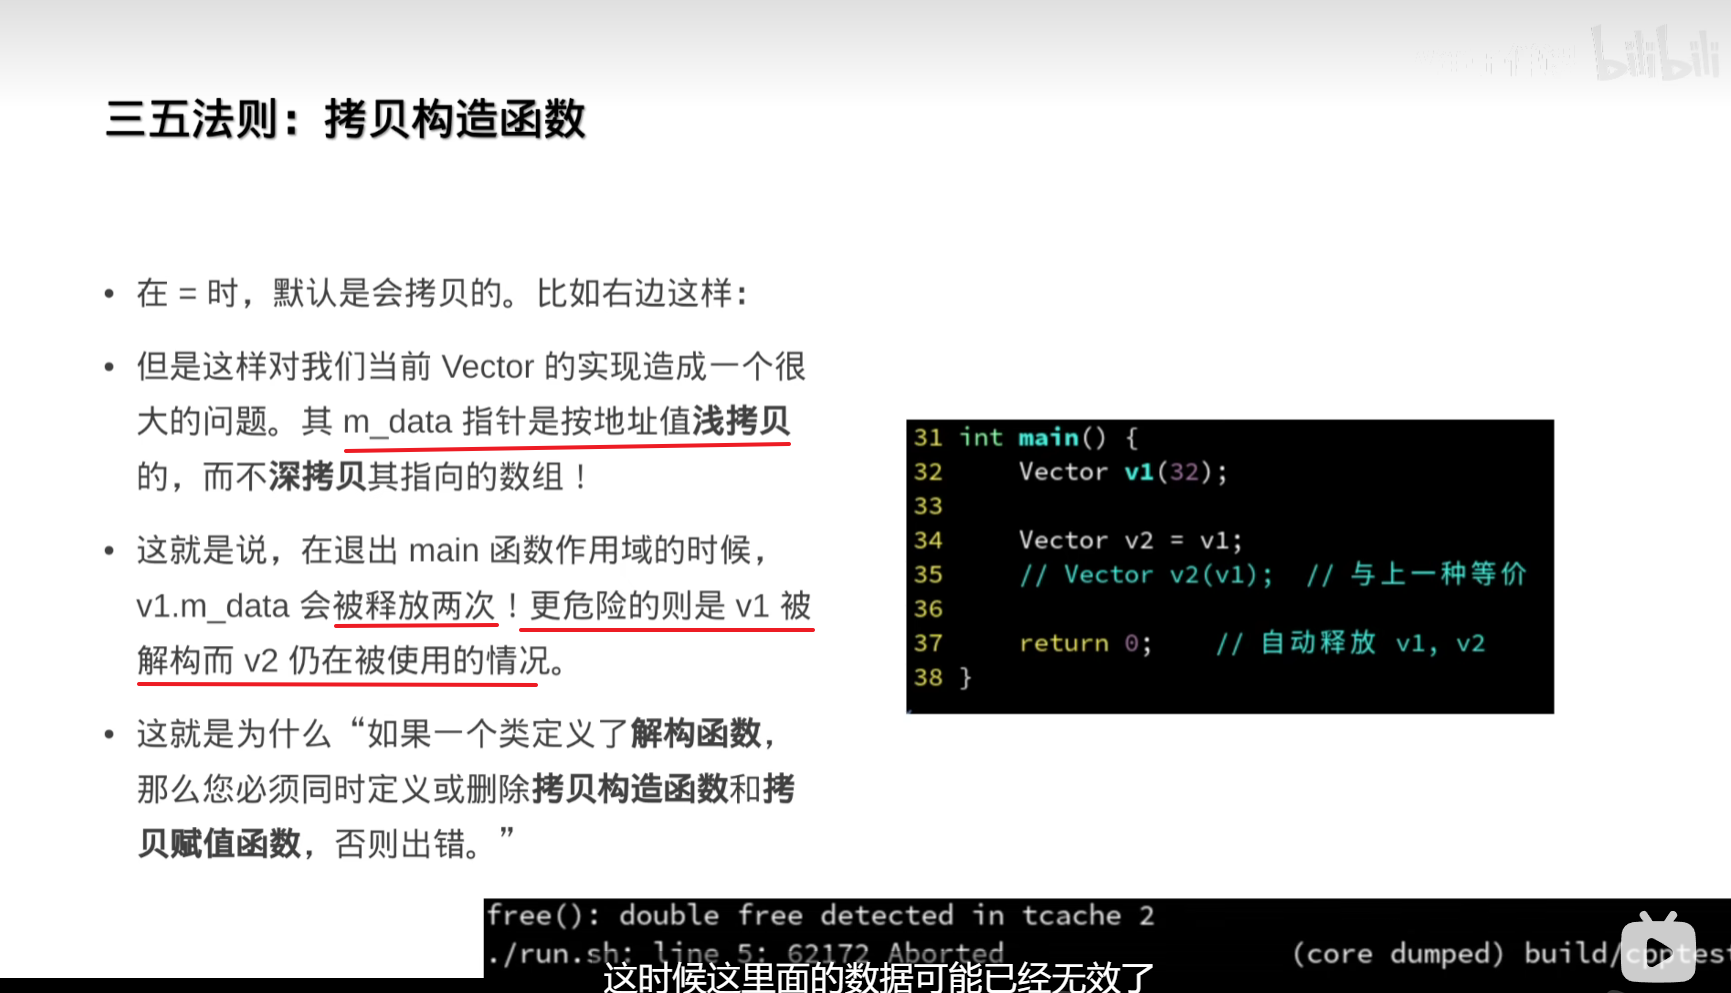 bilibili
三五法则：拷贝构造函数
• 在 = 时，默认是会拷贝的。比如右边这样：
• 但是这样对我们当前 Vector 的实现造成一个很
大的问题。其 m_data 指针是按地址值浅拷贝
的，而不深拷贝其指向的数组！
• 这就是说，在退出 main 函数作用域的时候，
v1.m_data 会被释放两次！更危险的则是 v1 被
解构而 v2 仍在被使用的情况。
• 这就是为什么“如果一个类定义了解构函数，
那么您必须同时定义或删除拷贝构造函数和拷
贝赋值函数，否则出错。”
31 int main() {
32     Vector v1(32);
33
34     Vector v2 = v1;
35     // Vector v2(v1);  // 与上一种等价
36
37     return 0;    // 自动释放 v1, v2
38 }
free(): double free detected in tcache 2
./run.sh: line 5: 62172 Aborted                 (core dumped) build/cpptest
这时候这里面的数据可能已经无效了